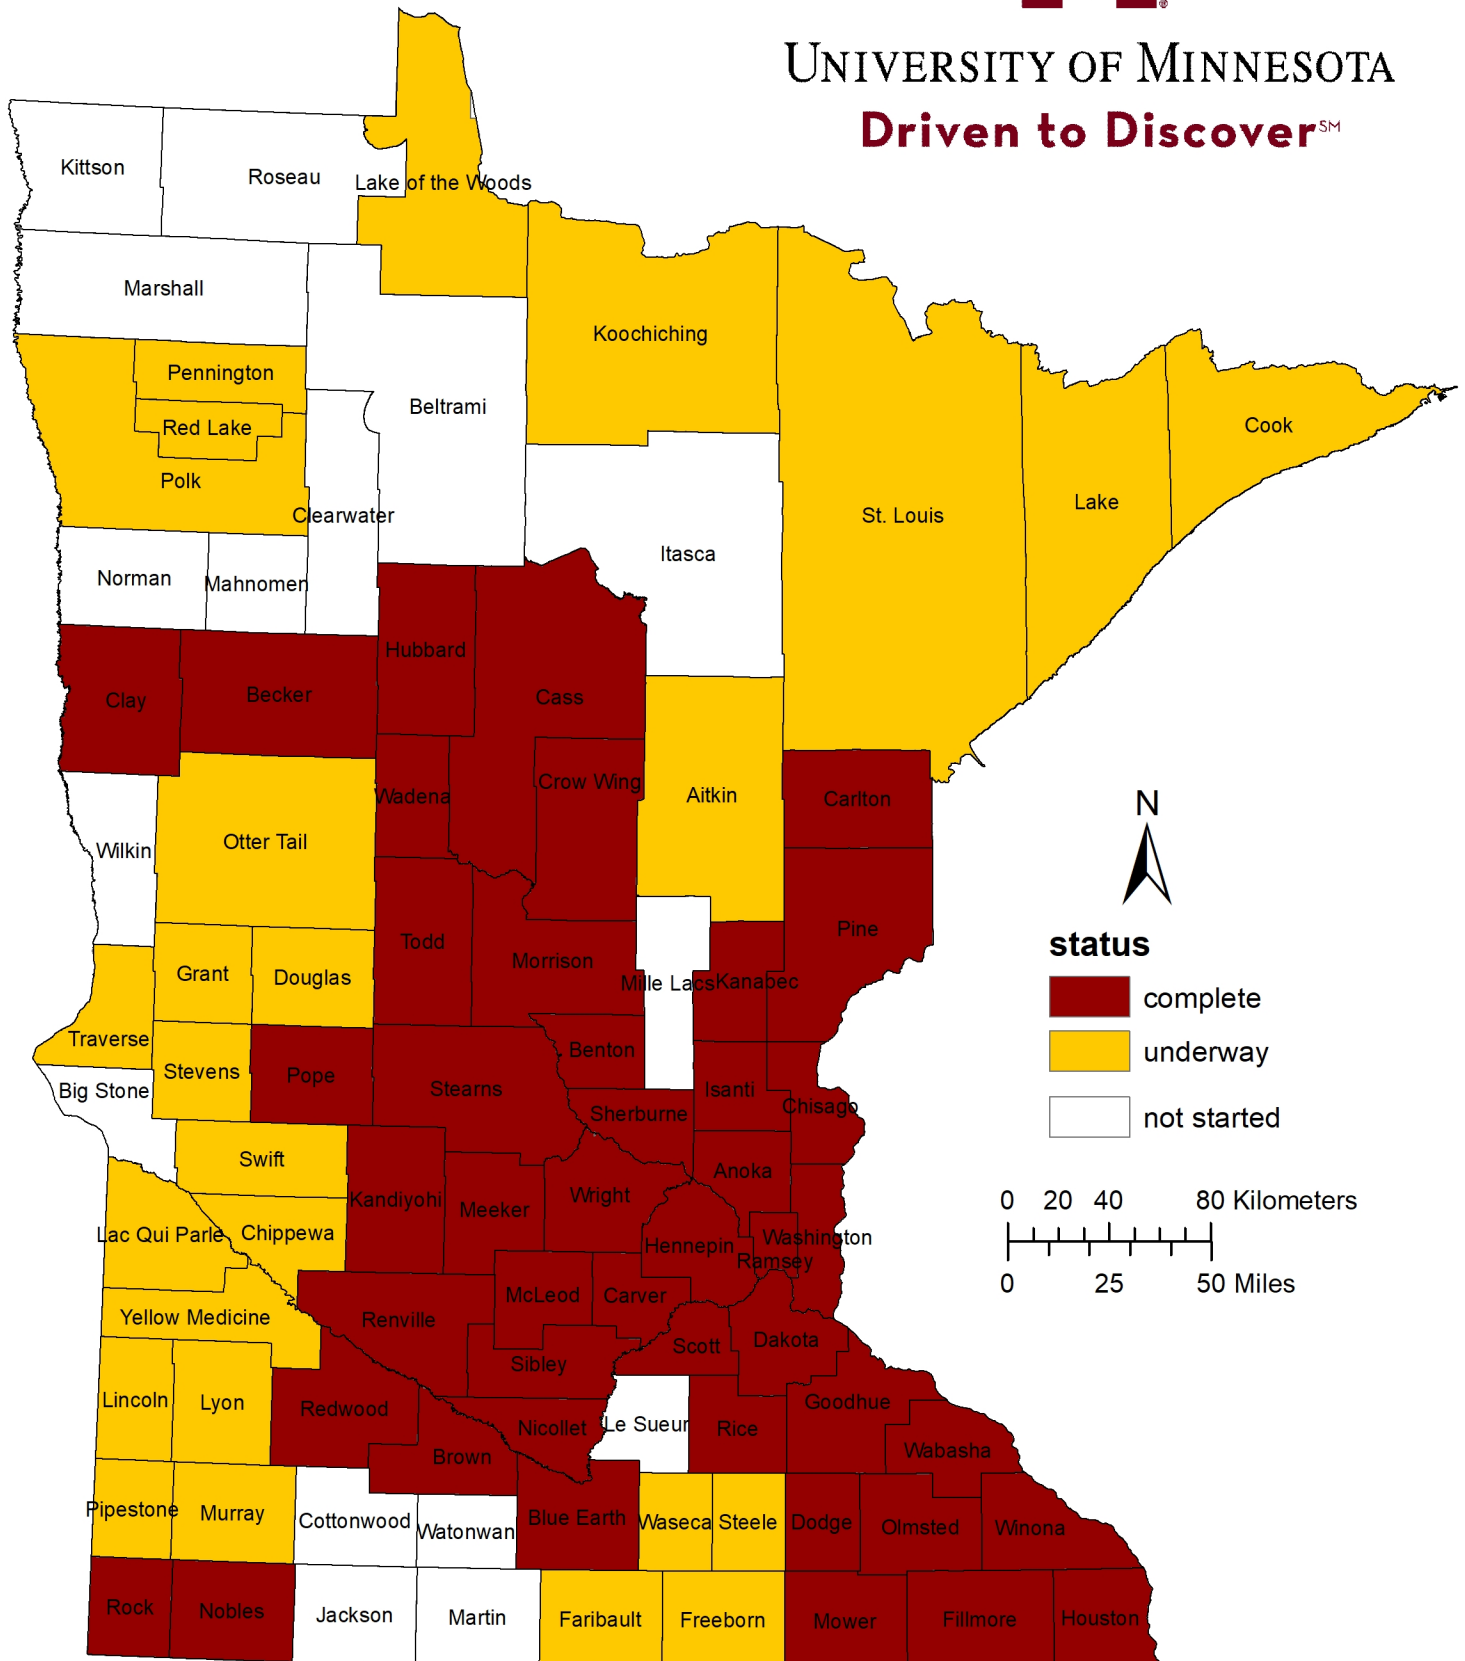 UNIVERSITY OF MINNESOTA
Driven to Discover℠
Kittson
Roseau
Lake of the Woods
Marshall
Koochiching
Pennington
Beltrami
Red Lake
Cook
Polk
Lake
Clearwater
St. Louis
Itasca
Norman
Mahnomen
Hubbard
Becker
Cass
Clay
Crow Wing
Wadena
Aitkin
Carlton
N
Otter Tail
Wilkin
Pine
Todd
status
Morrison
Grant
Douglas
Mille Lacs
Kanabec
complete
Traverse
Benton
underway
Stevens
Pope
Big Stone
Stearns
Isanti
Chisago
Sherburne
not started
Swift
Anoka
Kandiyohi
Wright
Meeker
0 20 40 80 Kilometers
Lac Qui Parle
Chippewa
Washington
Hennepin
Ramsey
0 25 50 Miles
McLeod
Carver
Yellow Medicine
Renville
Dakota
Scott
Sibley
Lincoln
Lyon
Redwood
Goodhue
Nicollet
Le Sueur
Rice
Wabasha
Brown
Pipestone
Murray
Cottonwood
Watonwan
Blue Earth
Waseca
Steele
Dodge
Olmsted
Winona
Rock
Nobles
Jackson
Martin
Faribault
Freeborn
Mower
Fillmore
Houston